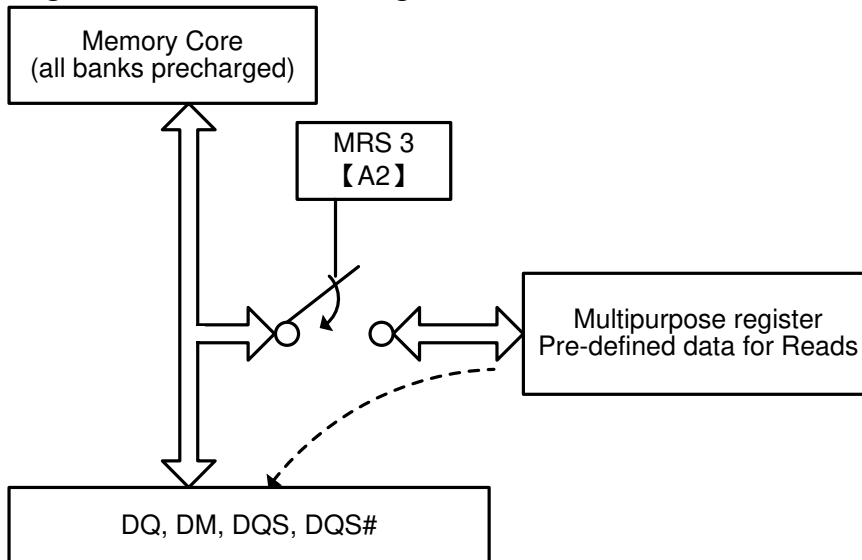 Memory Core
(all banks precharged)
MRS 3
【A2】
Multipurpose register
Pre-defined data for Reads
DQ, DM, DQS, DQS#